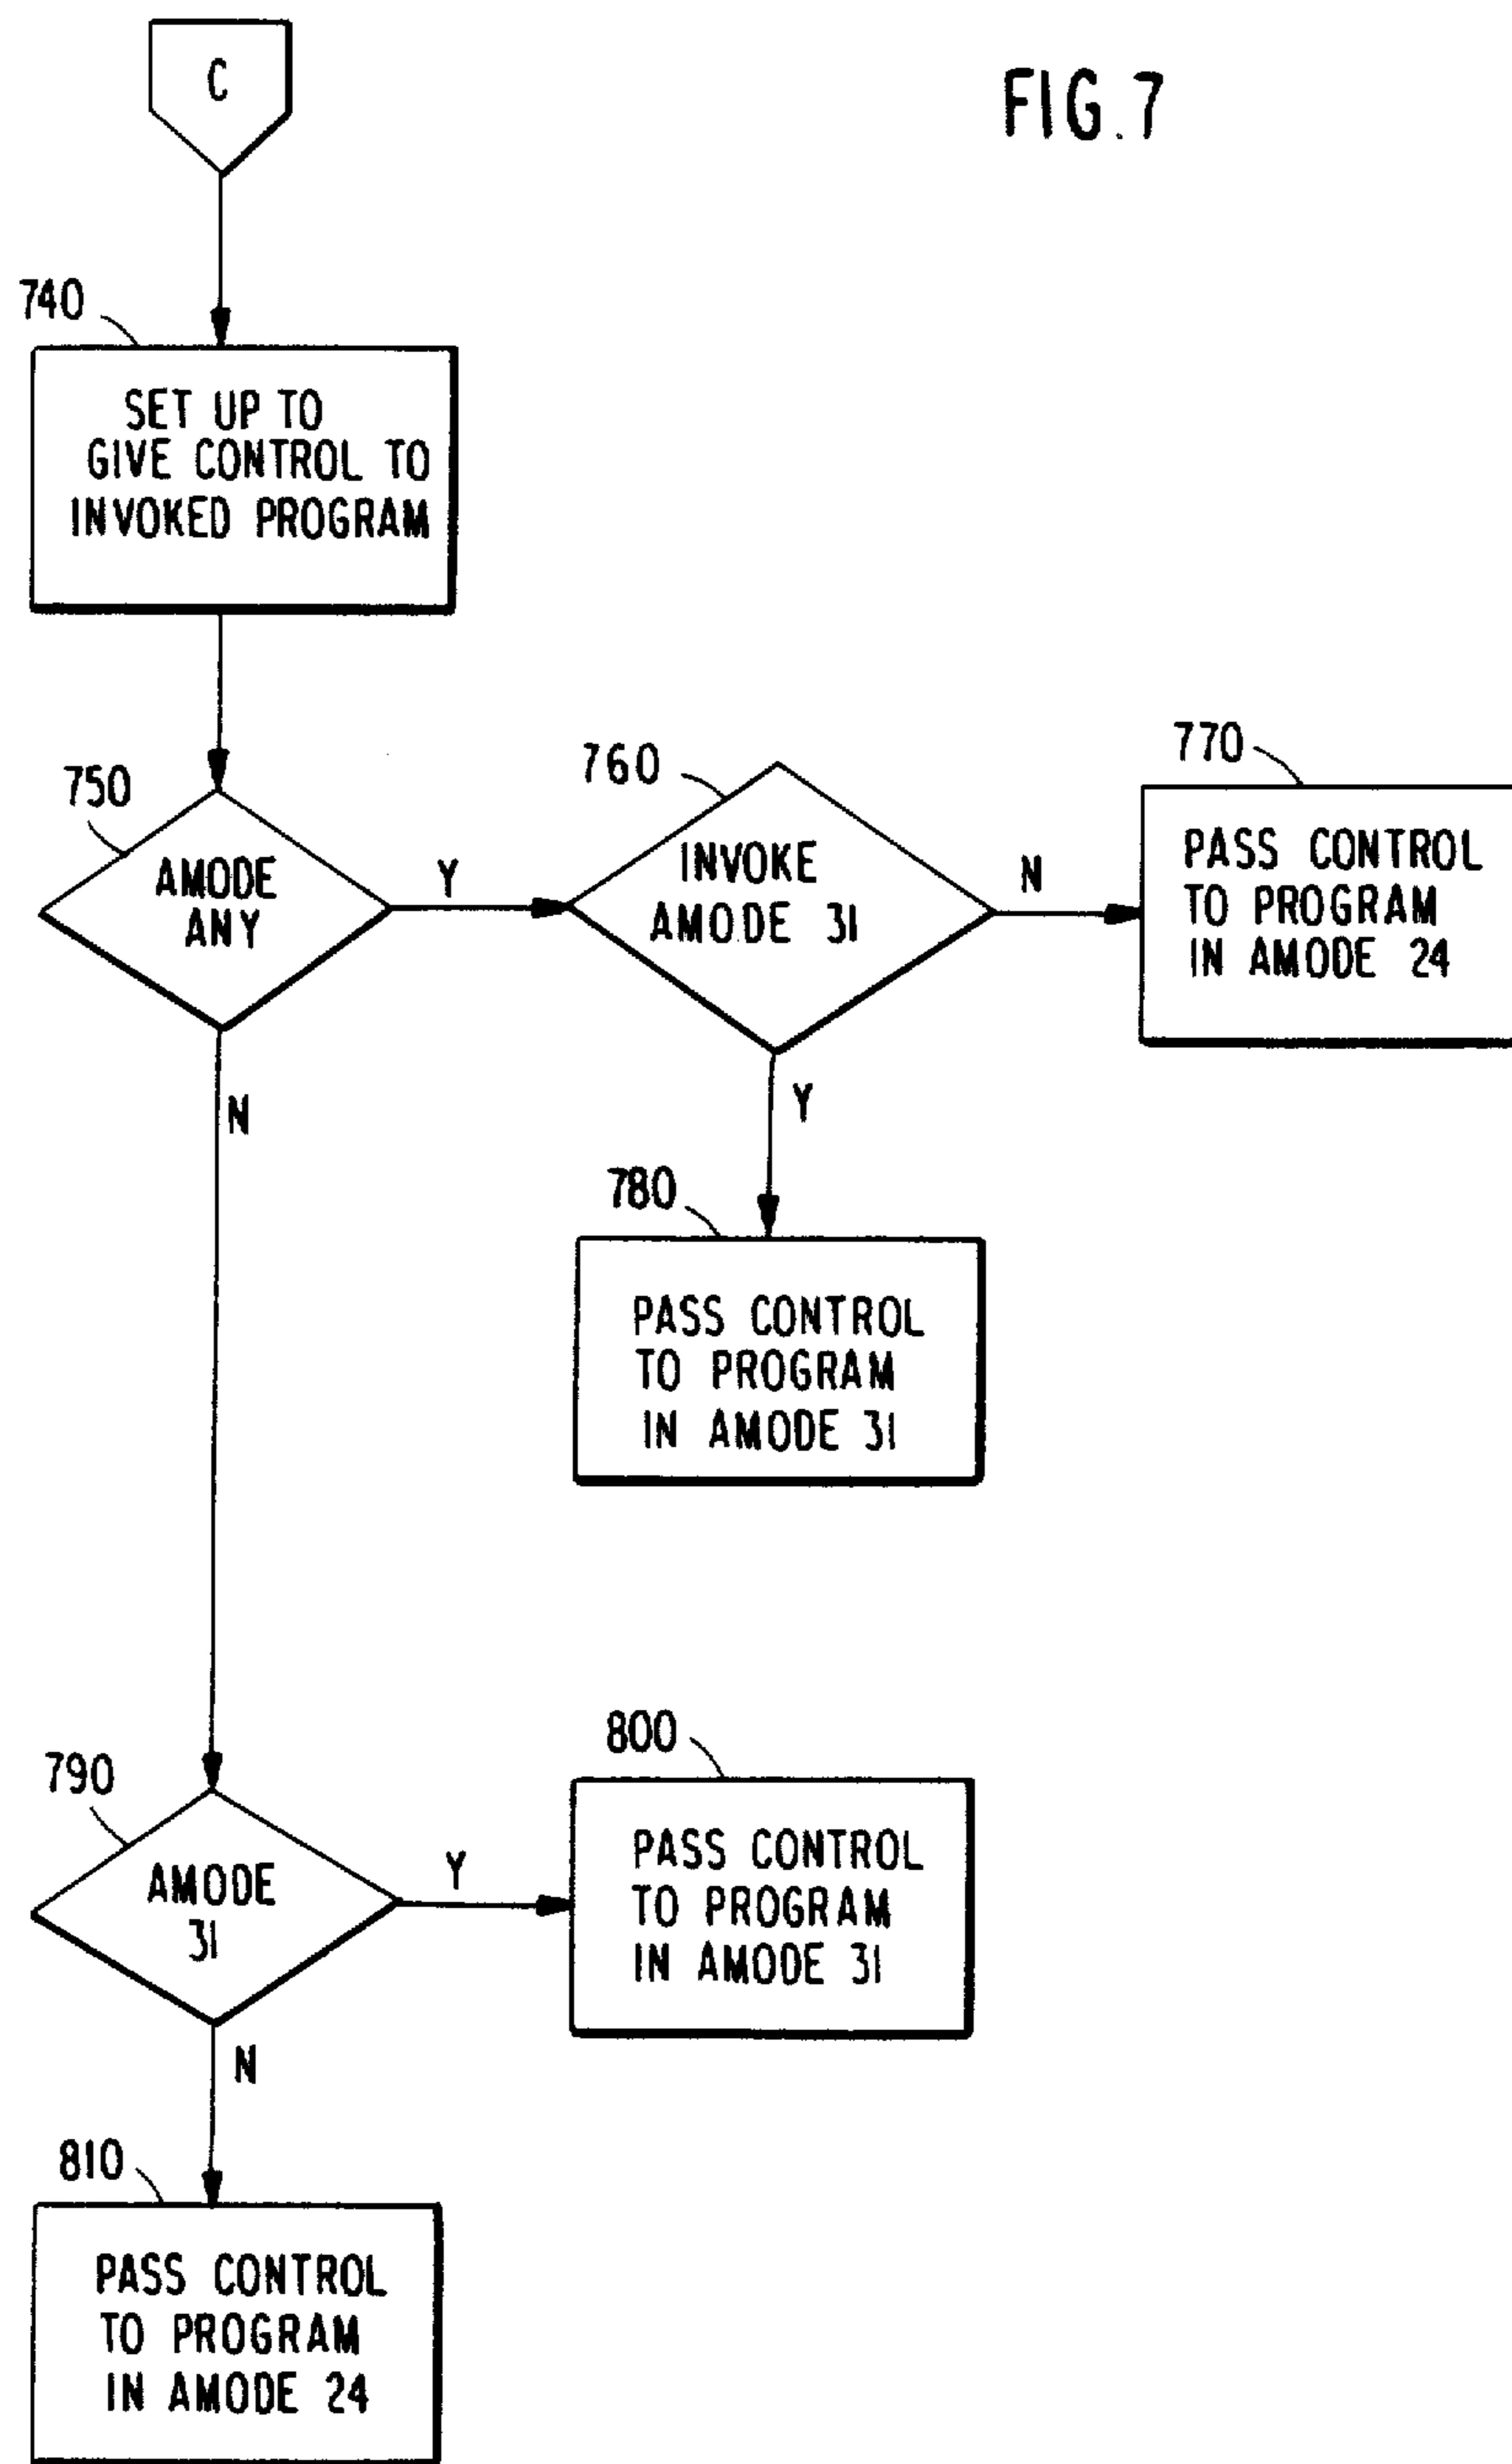 C
FIG.7
740
SET UP TO
GIVE CONTROL TO
INVOKED PROGRAM
750
AMODE
ANY
Y
760
INVOKE
AMODE 31
N
770
PASS CONTROL
TO PROGRAM
IN AMODE 24
N
Y
780
PASS CONTROL
TO PROGRAM
IN AMODE 31
790
AMODE
31
Y
800
PASS CONTROL
TO PROGRAM
IN AMODE 31
N
810
PASS CONTROL
TO PROGRAM
IN AMODE 24